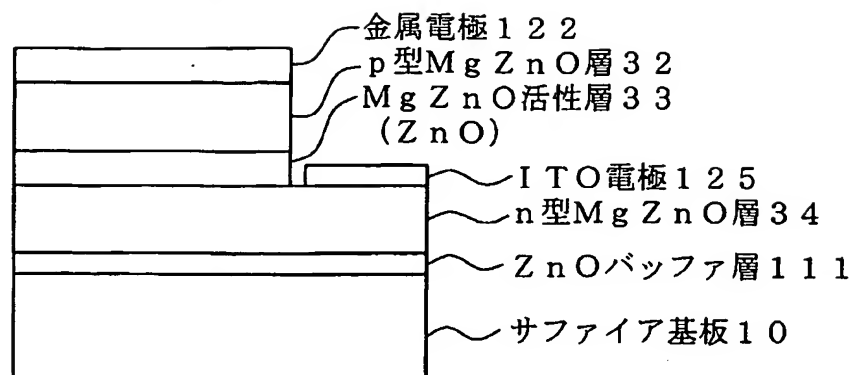 金属電極122
p型MgZnO層32
MgZnO活性層33
(ZnO)
ITO電極125
n型MgZnO層34
ZnOバッファ層111
サファイア基板10